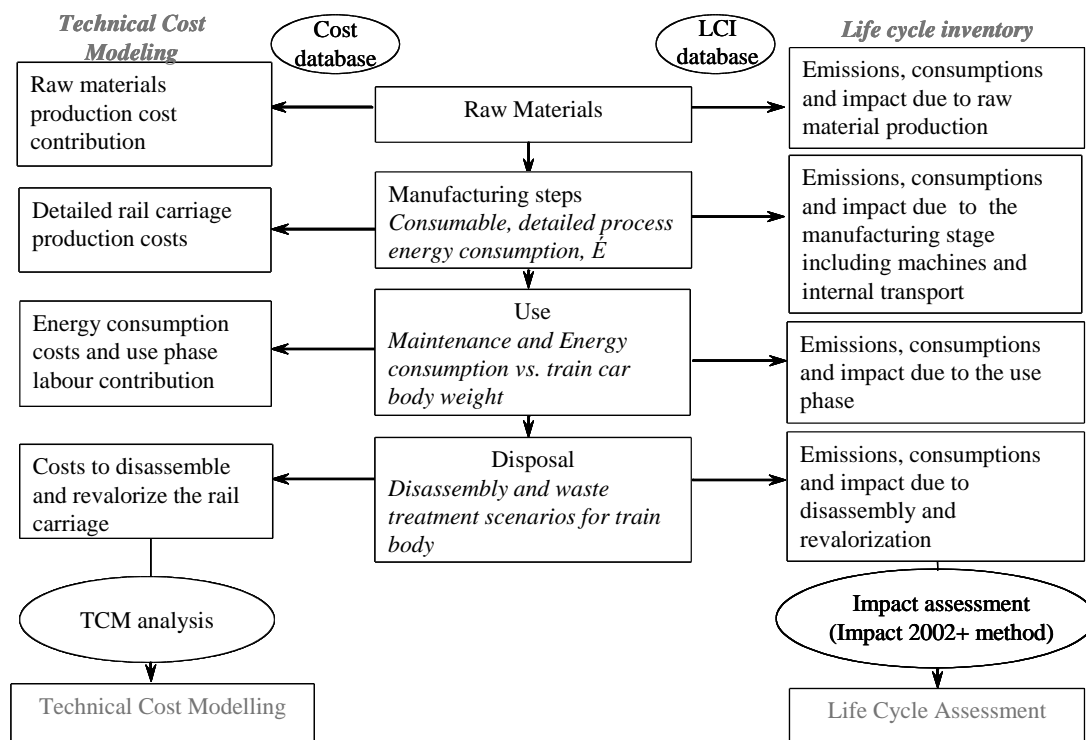 Technical Cost
Modeling
Cost
database
LCI
database
Life cycle inventory
Raw materials
production cost
contribution
Raw Materials
Emissions, consumptions
and impact due to raw
material production
Detailed rail carriage
production costs
Manufacturing steps
Consumable, detailed process
energy consumption, É
Emissions, consumptions
and impact due to the
manufacturing stage
including machines and
internal transport
Energy consumption
costs and use phase
labour contribution
Use
Maintenance and Energy
consumption vs. train car
body weight
Emissions, consumptions
and impact due to the use
phase
Costs to disassemble
and revalorize the rail
carriage
Disposal
Disassembly and waste
treatment scenarios for train
body
Emissions, consumptions
and impact due to
disassembly and
revalorization
TCM analysis
Impact assessment
(Impact 2002+ method)
Technical Cost Modelling
Life Cycle Assessment